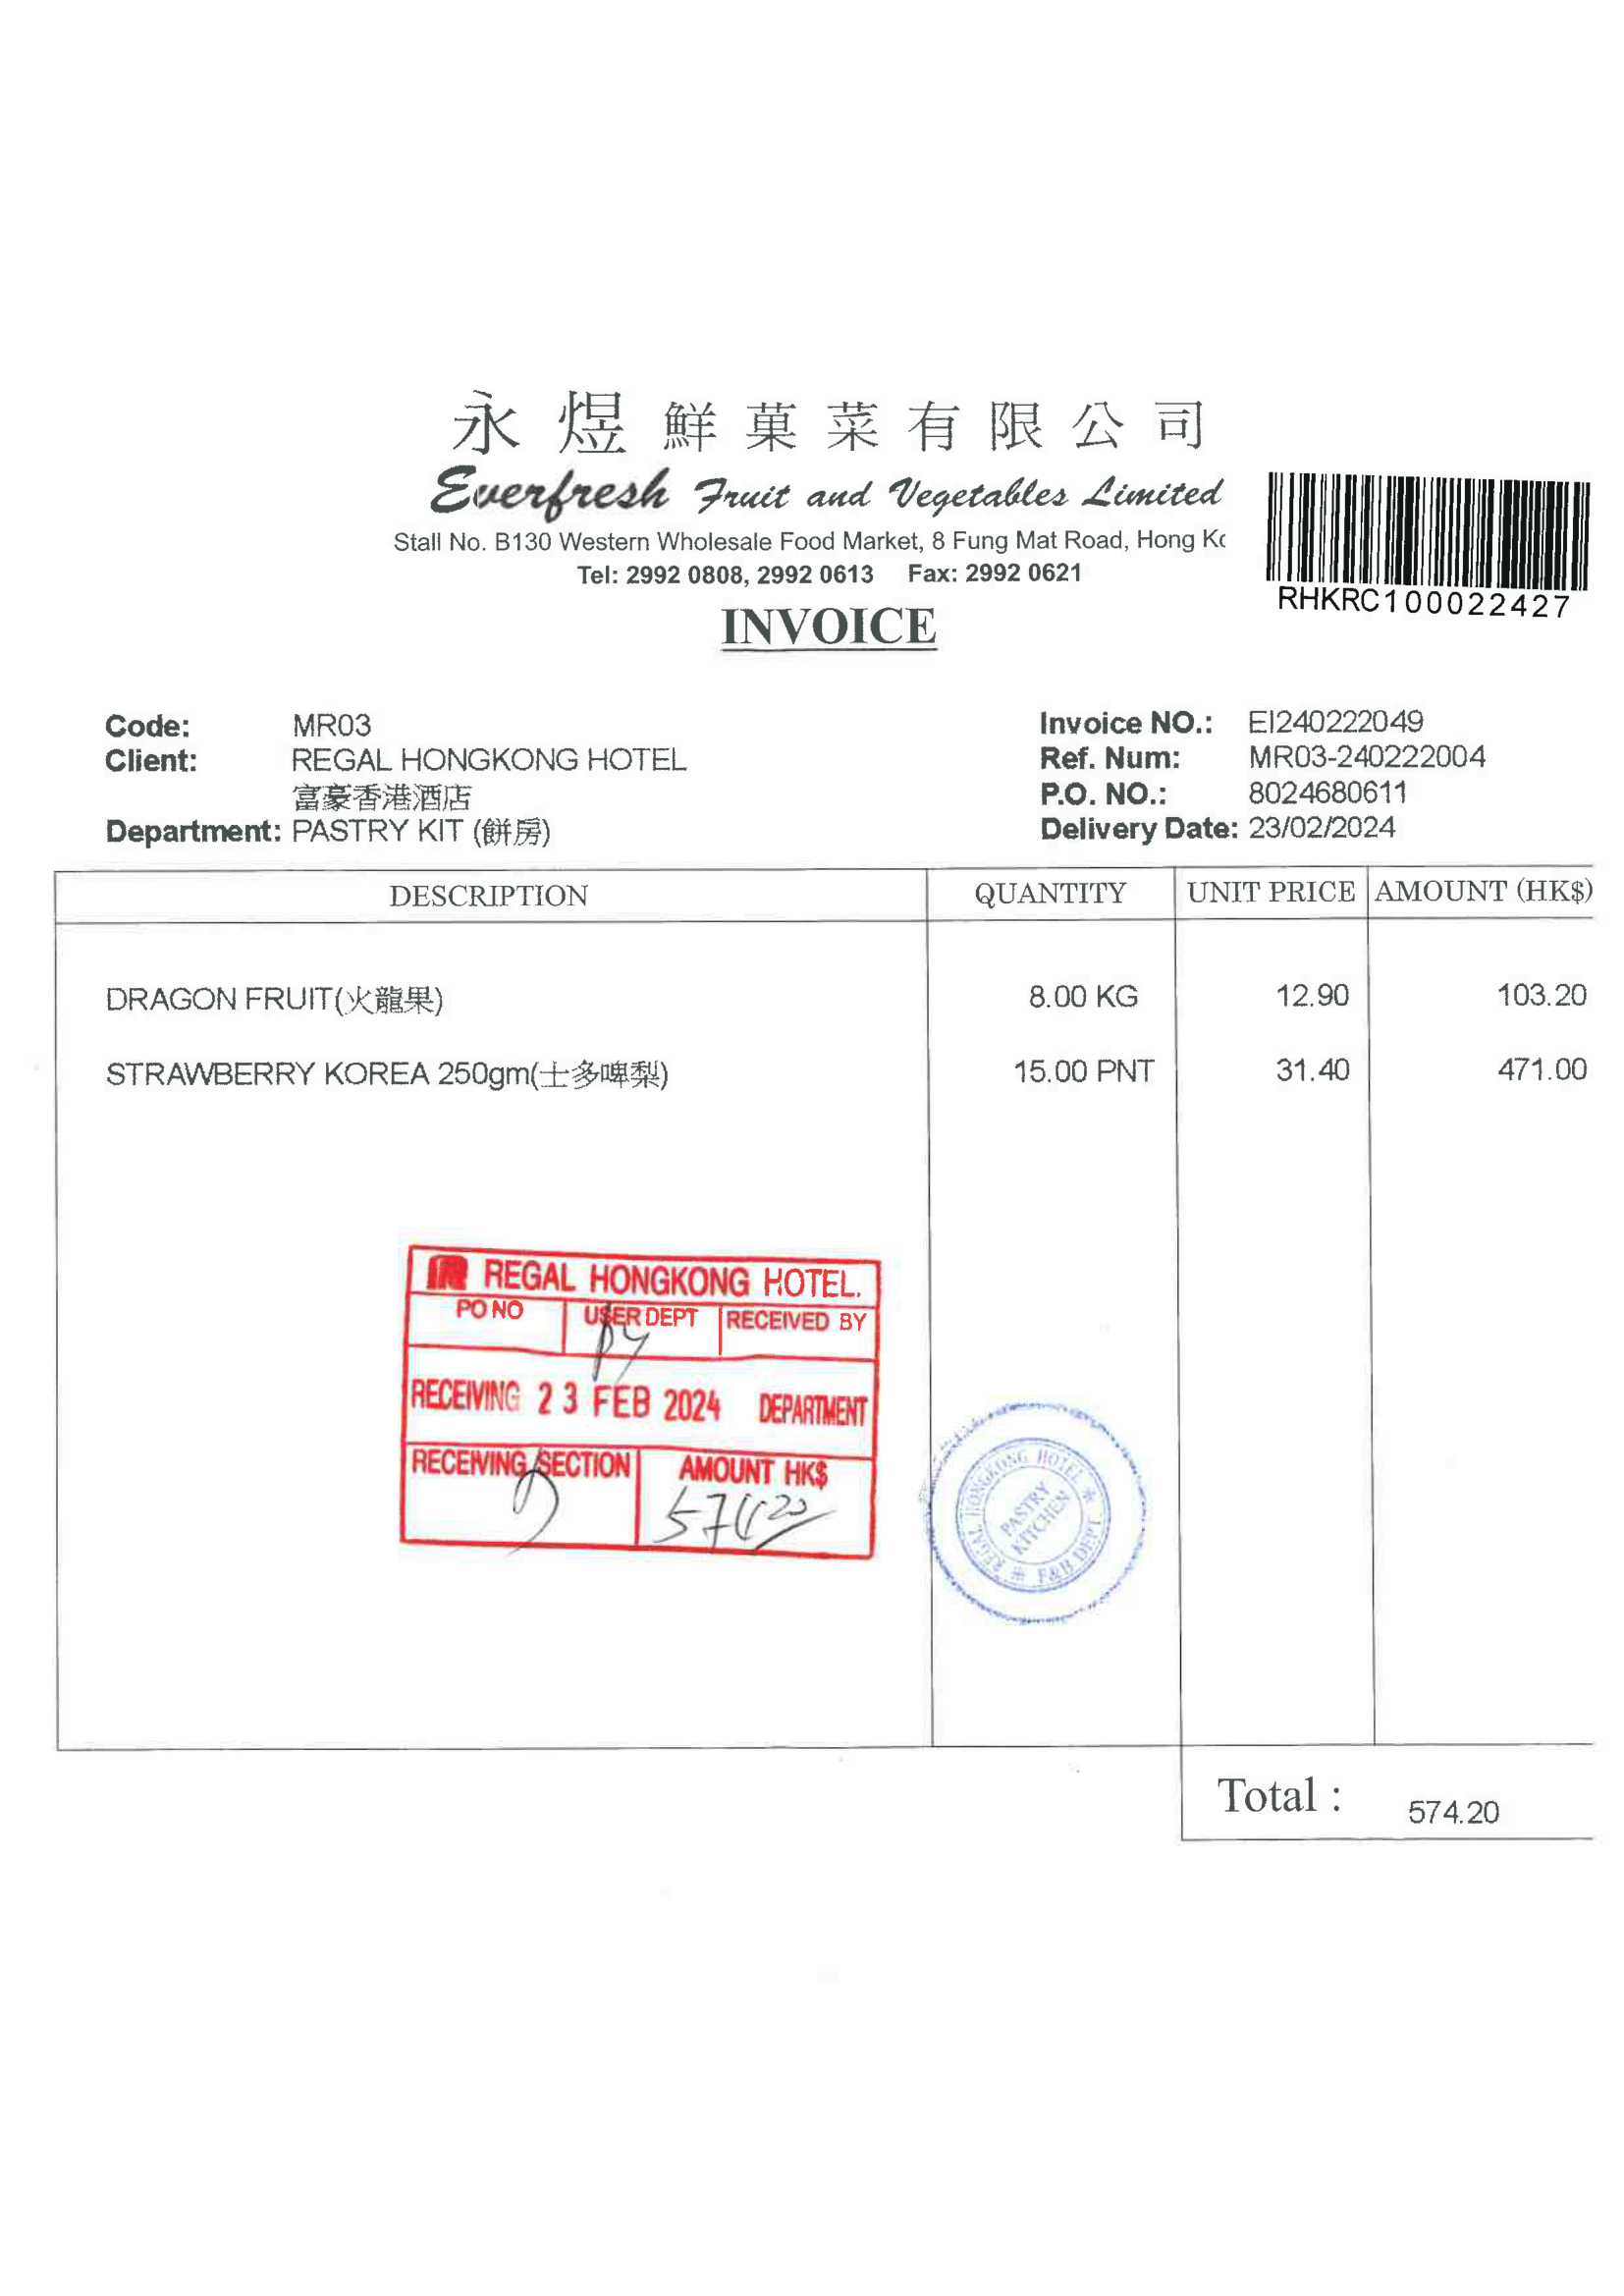 永煜鮮菓菜有限公司
Everfresh Fruit and Vegetables Limited
Stall No. B130 Western Wholesale Food Market, 8 Fung Mat Road, Hong
Tel: 2992 0808, 2992 0613 Fax: 2992 0621
RHKRC100022427
INVOICE
Code: MR03
Client: REGAL HONGKONG HOTEL
富豪香港酒店
Department: PASTRY KIT (餅房)
Invoice NO.: EI240222049
Ref. Num: MR03-240222004
P.O. NO.: 8024680611
Delivery Date: 23/02/2024
DESCRIPTION QUANTITY UNIT PRICE AMOUNT (HK$)
DRAGON FRUIT(火龍果) 8.00 KG 12.90 103.20
STRAWBERRY KOREA 250gm(士多啤梨) 15.00 PNT 31.40 471.00
REGAL HONGKONG HOTEL.
PO NO USER DEPT RECEIVED BY
RECEIVING 23 FEB 2024 DEPARTMENT
RECEIVING SECTION AMOUNT HK$
574.20
REGAL HONGKONG HOTEL
PASTRY
KITCHEN
F&B DEPT.
Total : 574.20